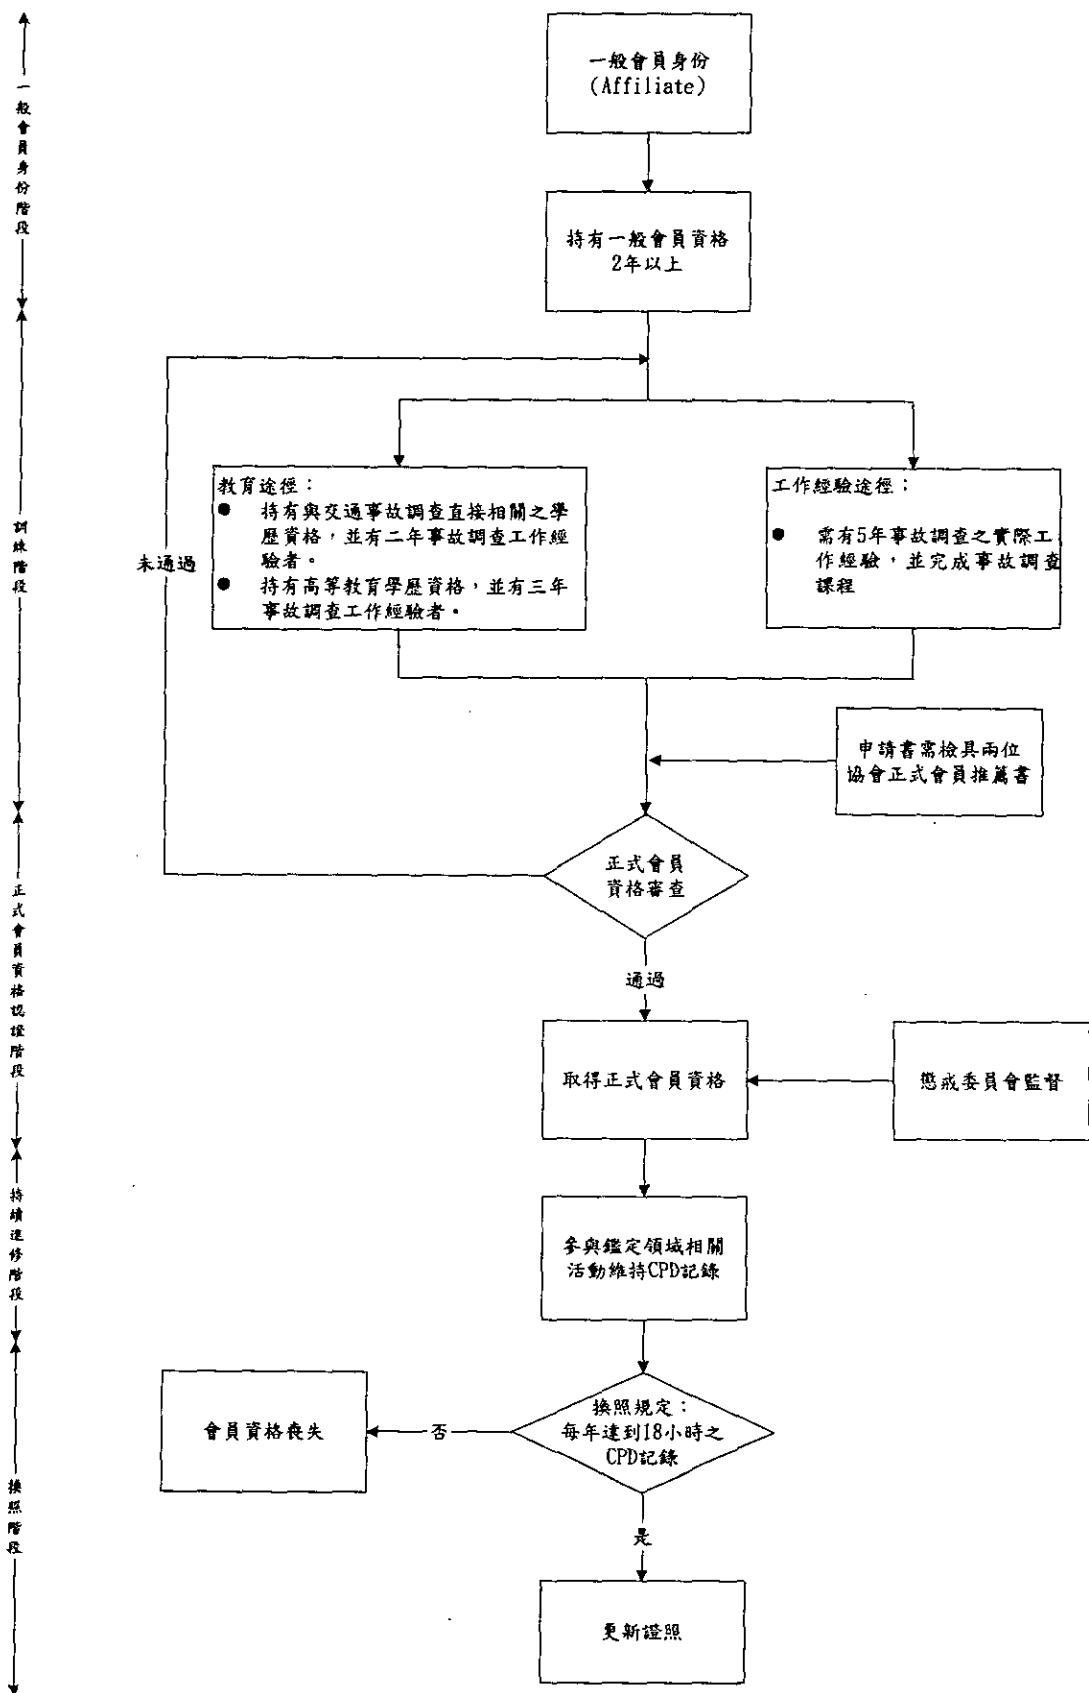 一般會員身份
(Affiliate)
持有一般會員資格
2年以上
教育途徑：
● 持有與交通事故調查直接相關之學
歷資格，並有二年事故調查工作經
驗者。
● 持有高等教育學歷資格，並有三年
事故調查工作經驗者。
工作經驗途徑：
● 需有5年事故調查之實際工
作經驗，並完成事故調查
課程
未通過
申請書需檢具兩位
協會正式會員推薦書
正式會員
資格審查
通過
取得正式會員資格
懲戒委員會監督
參與鑑定領域相關
活動維持CPD記錄
換照規定：
每年達到18小時之
CPD記錄
否
會員資格喪失
是
更新證照
一般會員身份階段
訓練階段
正式會員資格認證階段
持續進修階段
換照階段